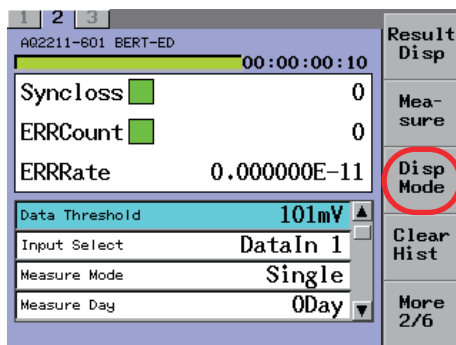 1 2 3
AQ2211-601 BERT-ED
00:00:00:10
Syncloss 0
ERRCount 0
ERRRate 0.000000E-11
Data Threshold 101mV
Input Select DataIn 1
Measure Mode Single
Measure Day 0Day
Result
Disp
Mea-
sure
Disp
Mode
Clear
Hist
More
2/6